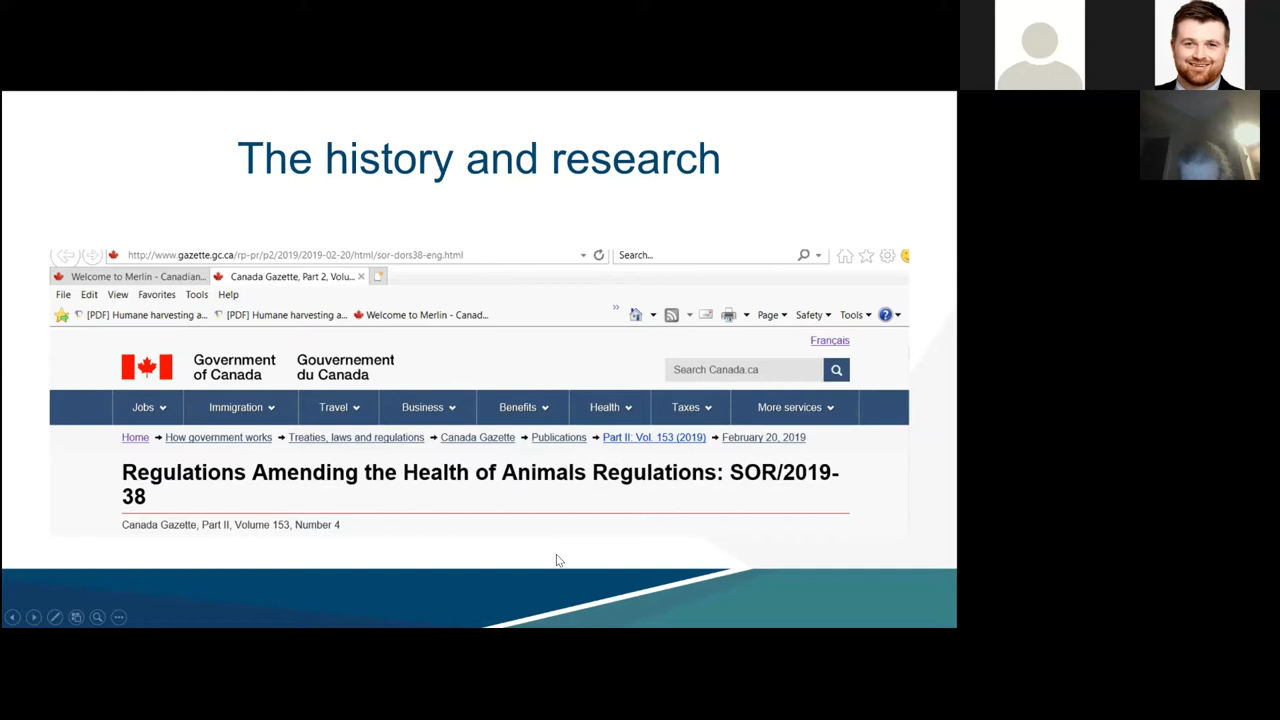 The history and research
http://www.gazette.gc.ca/rp-pr/p2/2019/2019-02-20/html/sor-dors38-eng.html
Search...
Welcome to Merlin - Canadian...
Canada Gazette, Part 2, Volu...
File Edit View Favorites Tools Help
[PDF] Humane harvesting a... [PDF] Humane harvesting a... Welcome to Merlin - Canad...
Page Safety Tools
Français
Government of Canada
Gouvernement du Canada
Search Canada.ca
Jobs Immigration Travel Business Benefits Health Taxes More services
Home How government works Treaties, laws and regulations Canada Gazette Publications Part II: Vol. 153 (2019) February 20, 2019
Regulations Amending the Health of Animals Regulations: SOR/2019-
38
Canada Gazette, Part II, Volume 153, Number 4